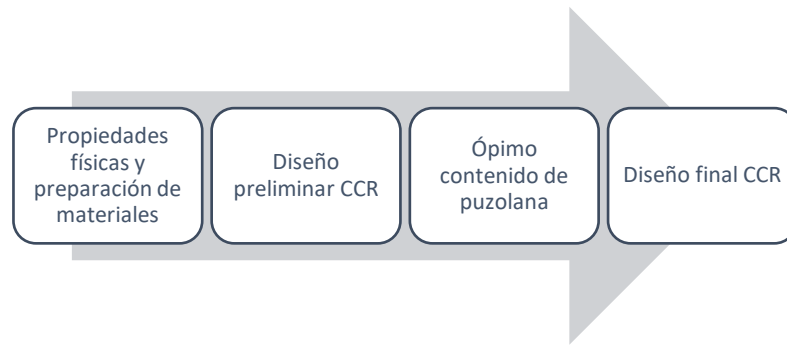 Propiedades
físicas y
preparación de
materiales
Diseño
preliminar CCR
Ópimo
contenido de
puzolana
Diseño final CCR